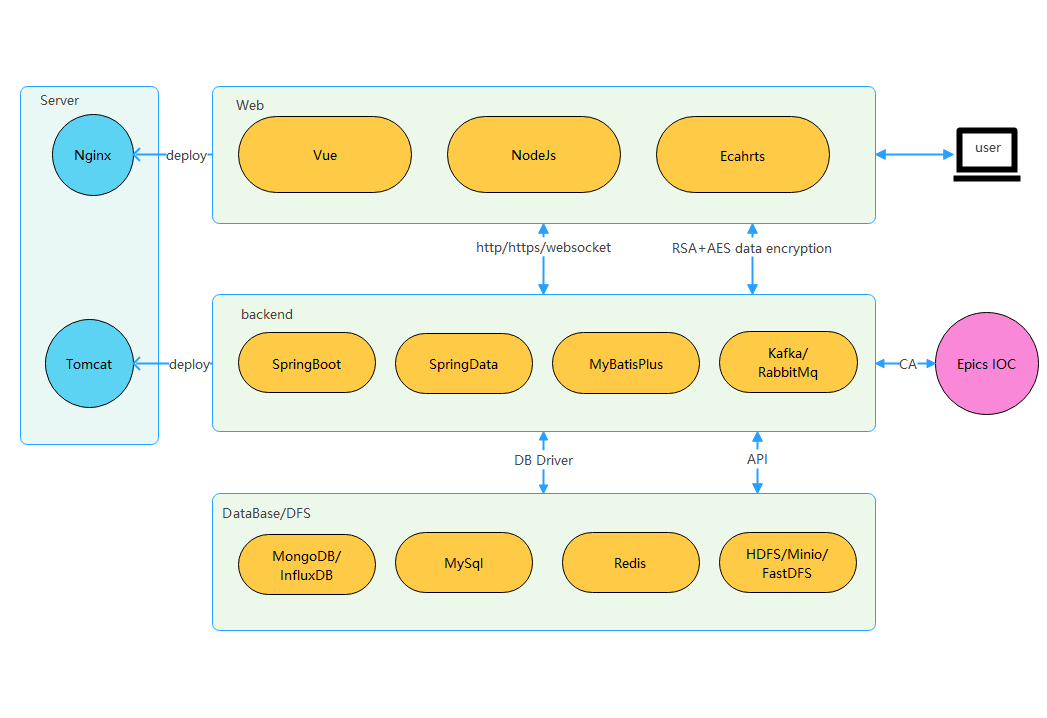 Server
Nginx
deploy
Web
Vue
NodeJs
Ecahrts
user
http/https/websocket
RSA+AES data encryption
Tomcat
deploy
backend
SpringBoot
SpringData
MyBatisPlus
Kafka/
RabbitMq
CA
Epics IOC
DB Driver
API
DataBase/DFS
MongoDB/
InfluxDB
MySql
Redis
HDFS/Minio/
FastDFS